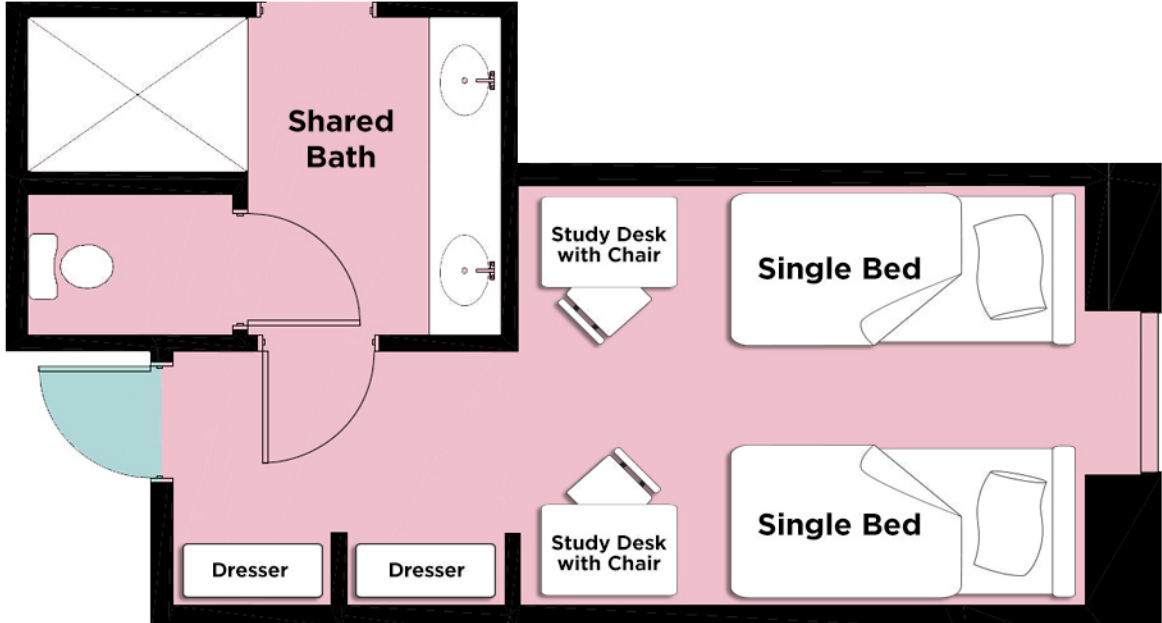 Shared
Bath
Study Desk
with Chair
Single Bed
Single Bed
Study Desk
with Chair
Dresser
Dresser